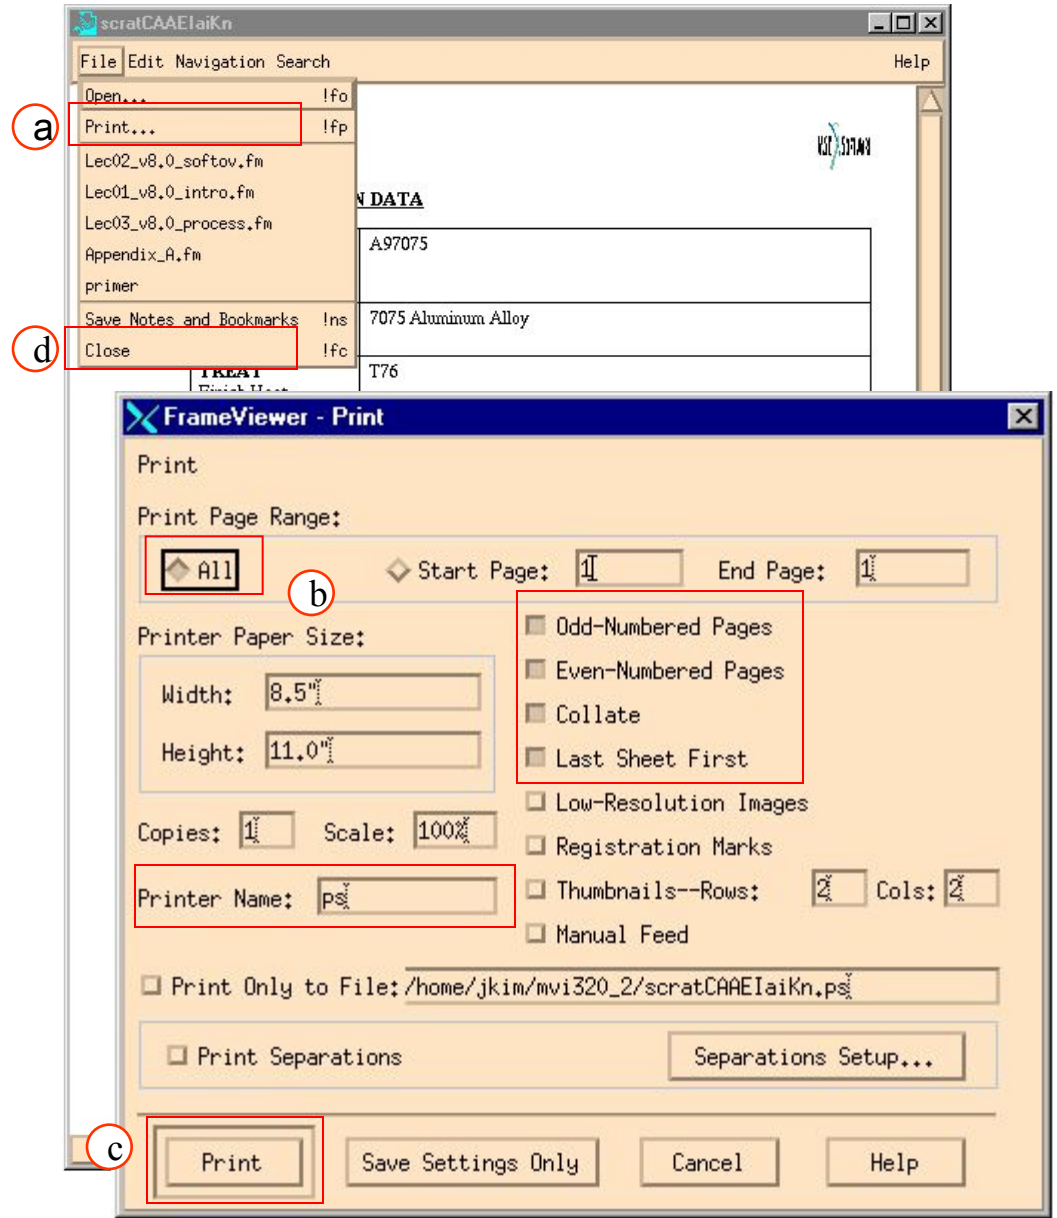 scratCAAEIaiKn
File Edit Navigation Search Help
Open... !fo
a Print... !fp
Lec02_v8.0_softov.fm
Lec01_v8.0_intro.fm
N DATA
Lec03_v8.0_process.fm
A97075
Appendix_A.fm
primer
Save Notes and Bookmarks !ns 7075 Aluminum Alloy
d Close !fc
TREAT T76
Finish Heat
FrameViewer - Print
Print
Print Page Range:
All Start Page: 1 End Page: 1
b
Printer Paper Size: Odd-Numbered Pages
Even-Numbered Pages
Width: 8.5"
Collate
Height: 11.0" Last Sheet First
Low-Resolution Images
Copies: 1 Scale: 100%
Registration Marks
Printer Name: ps Thumbnails--Rows: 2 Cols: 2
Manual Feed
Print Only to File: /home/jkim/mvi320_2/scratCAAEIaiKn.ps
Print Separations Separations Setup...
c Print Save Settings Only Cancel Help